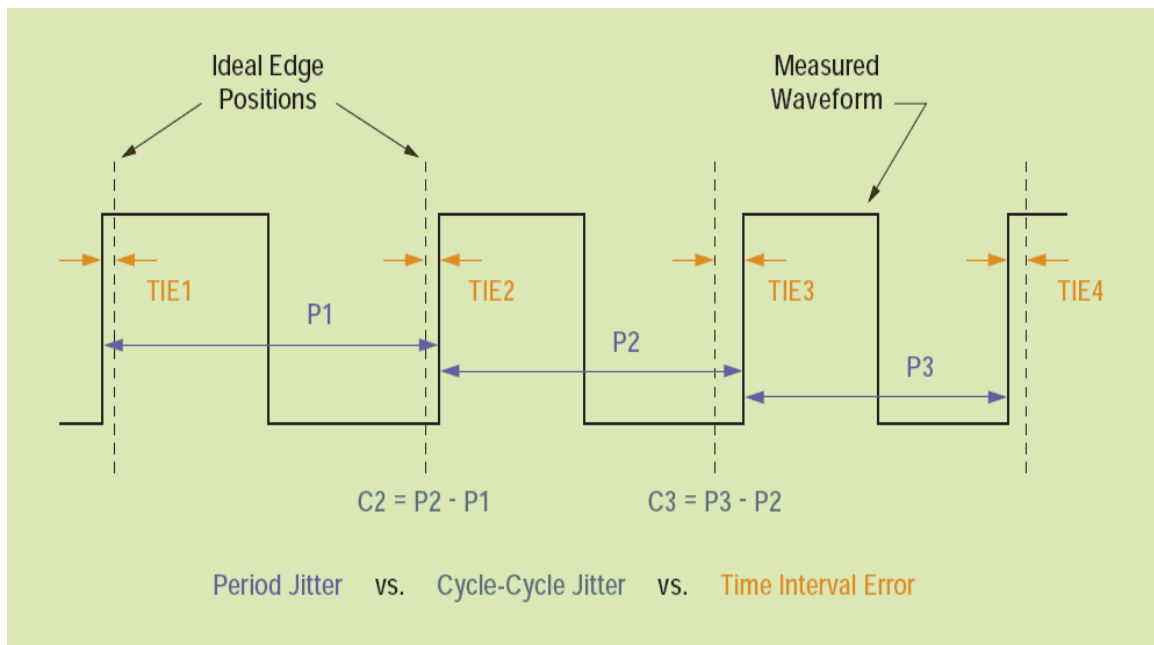 Ideal Edge
Positions
Measured
Waveform
TIE1
TIE2
TIE3
TIE4
P1
P2
P3
C2 = P2 - P1
C3 = P3 - P2
Period Jitter vs. Cycle-Cycle Jitter vs. Time Interval Error